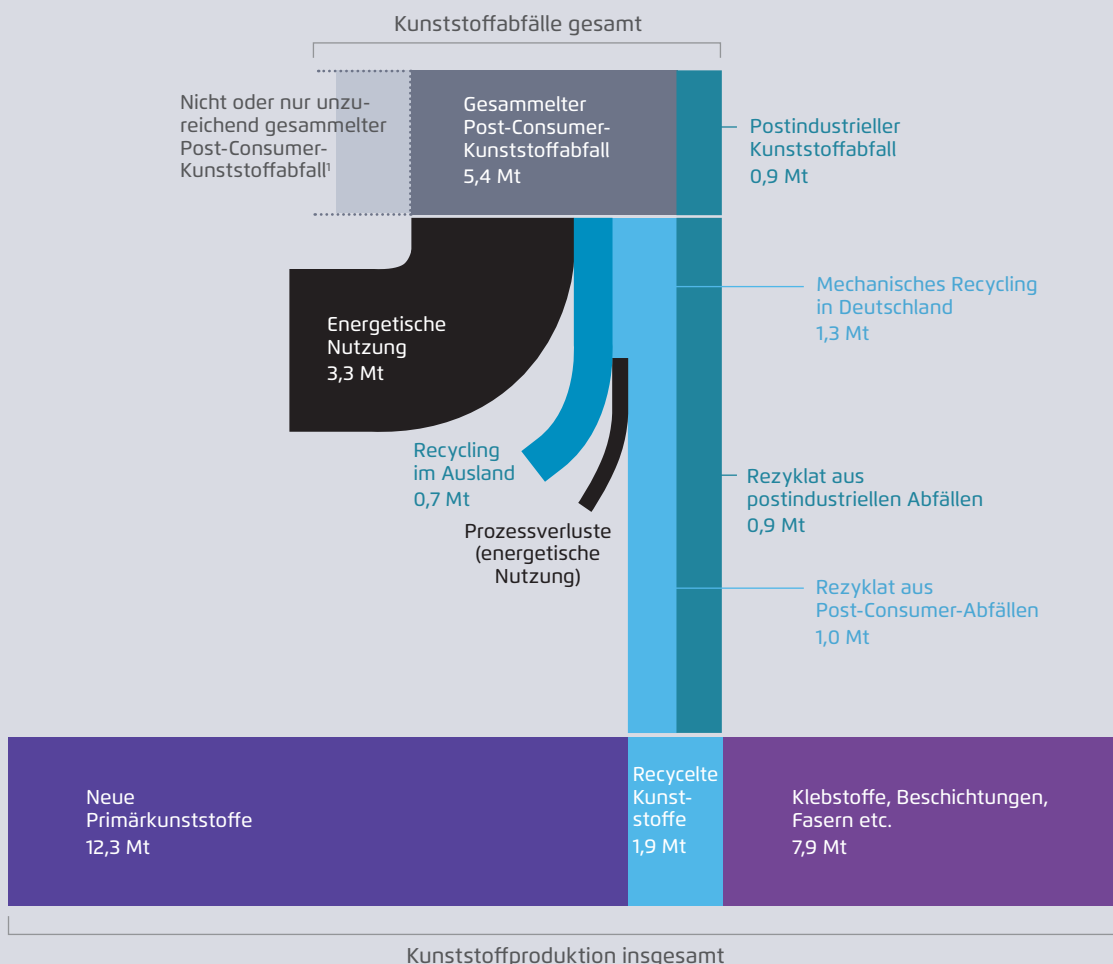 Kunststoffabfälle gesamt
Nicht oder nur unzu-
reichend gesammelter
Post-Consumer-
Kunststoffabfall¹
Gesammelter
Post-Consumer-
Kunststoffabfall
5,4 Mt
Postindustrieller
Kunststoffabfall
0,9 Mt
Mechanisches Recycling
in Deutschland
1,3 Mt
Energetische
Nutzung
3,3 Mt
Recycling
im Ausland
0,7 Mt
Rezyklat aus
postindustriellen Abfällen
0,9 Mt
Prozessverluste
(energetische
Nutzung)
Rezyklat aus
Post-Consumer-Abfällen
1,0 Mt
Neue
Primärkunststoffe
12,3 Mt
Recycelte
Kunst-
stoffe
1,9 Mt
Klebstoffe, Beschichtungen,
Fasern etc.
7,9 Mt
Kunststoffproduktion insgesamt